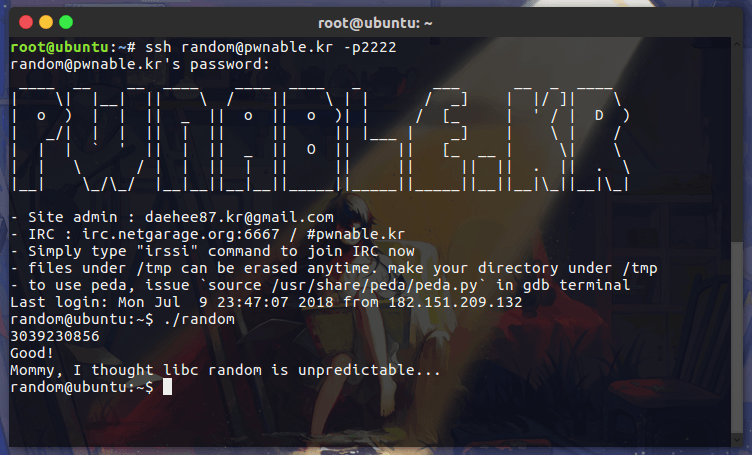 root@ubuntu: ~
root@ubuntu:~# ssh random@pwnable.kr -p2222
random@pwnable.kr's password:
PWNABLE.KR
- Site admin : daehee87.kr@gmail.com
- IRC : irc.netgarage.org:6667 / #pwnable.kr
- Simply type "irssi" command to join IRC now
- files under /tmp can be erased anytime. make your directory under /tmp
- to use peda, issue `source /usr/share/peda/peda.py` in gdb terminal
Last login: Mon Jul  9 23:47:07 2018 from 182.151.209.132
random@ubuntu:~$ ./random
3039230856
Good!
Mommy, I thought libc random is unpredictable...
random@ubuntu:~$